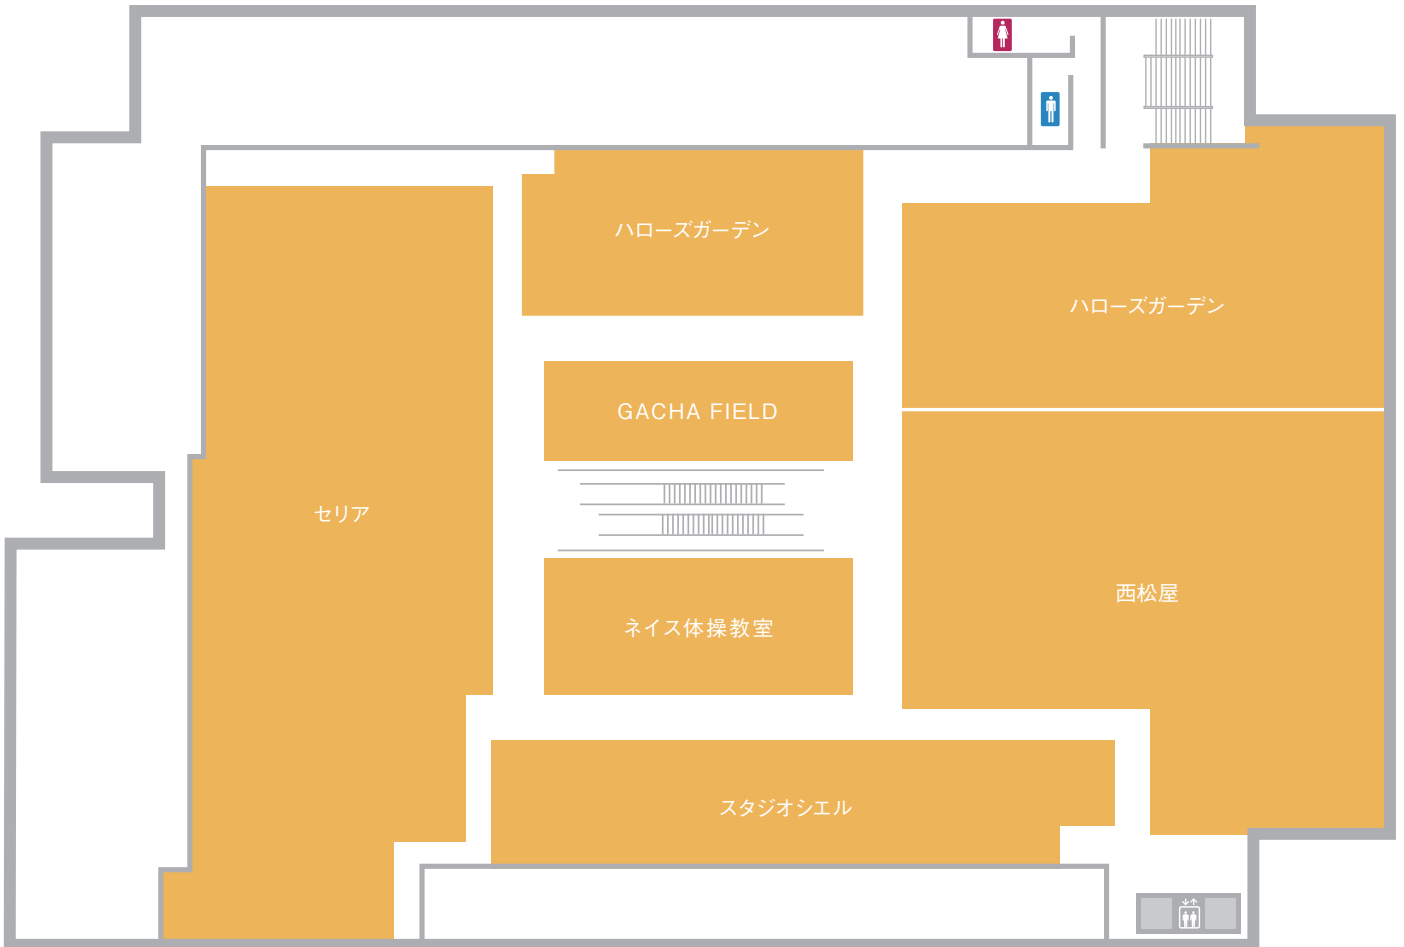 ハローズガーデン
ハローズガーデン
GACHA FIELD
セリア
西松屋
ネイス体操教室
スタジオシエル